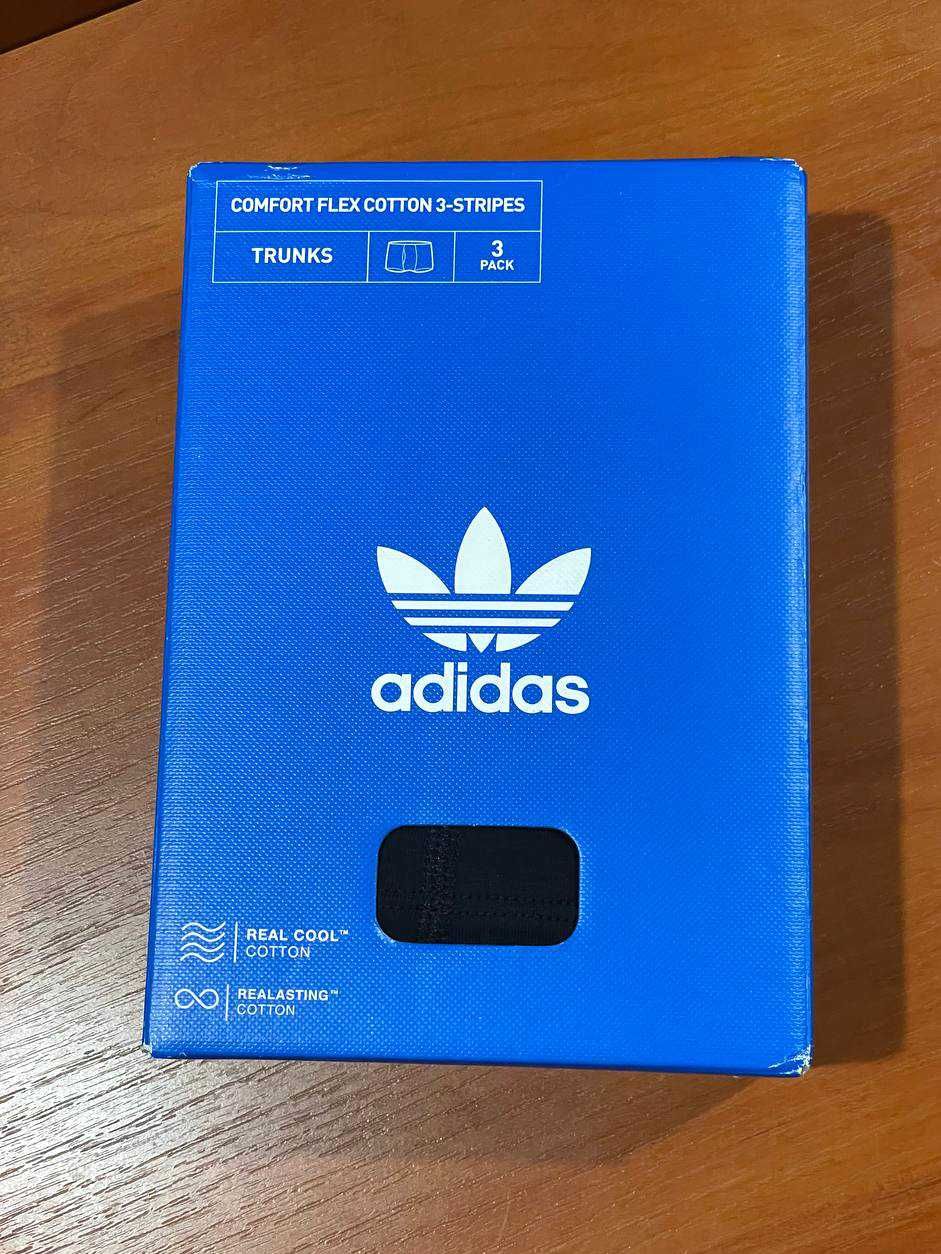 COMFORT FLEX COTTON 3-STRIPES
TRUNKS
3
PACK
adidas
REAL COOL™
COTTON
REALASTING™
COTTON